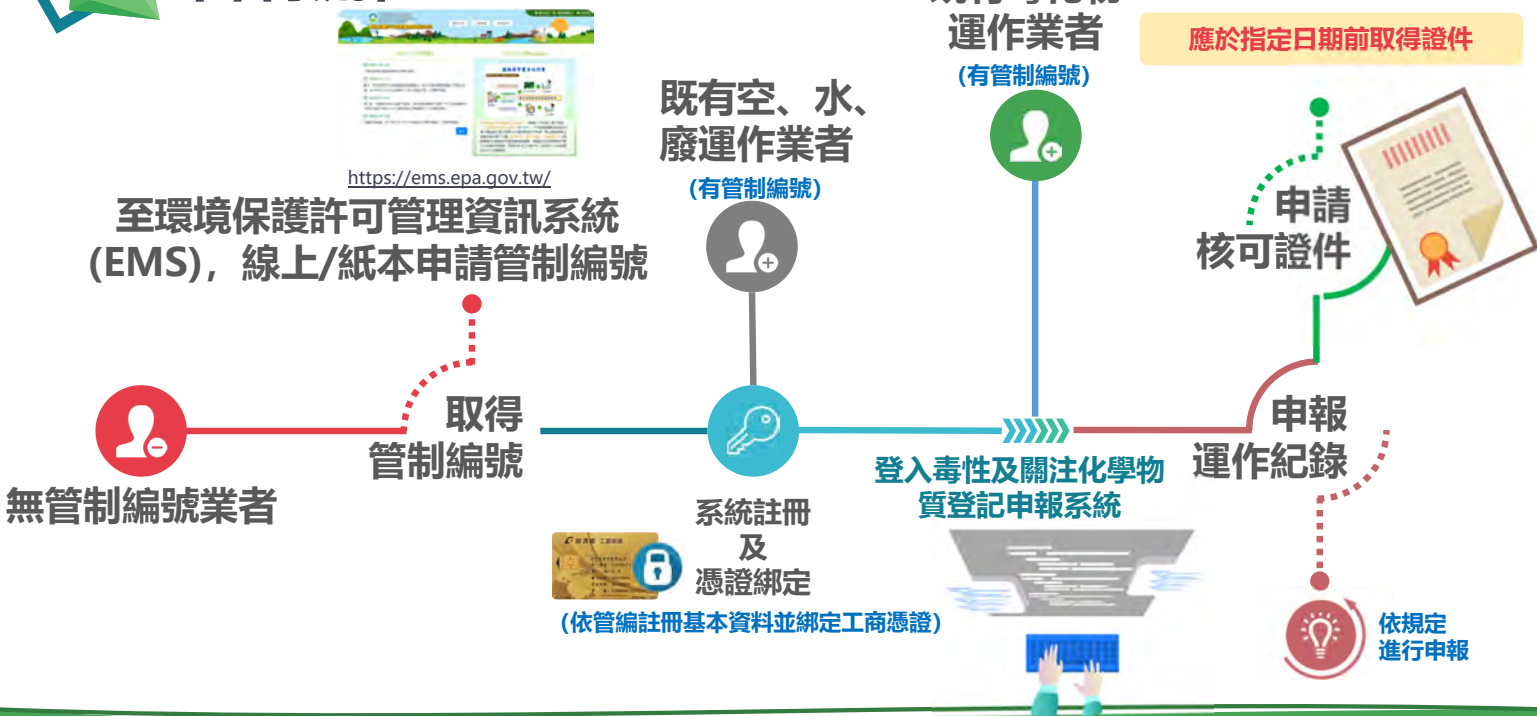 運作業者
(有管制編號)
應於指定日期前取得證件
既有空、水、
廢運作業者
(有管制編號)
https://ems.epa.gov.tw/
至環境保護許可管理資訊系統
(EMS)，線上/紙本申請管制編號
申請
核可證件
取得
管制編號
無管制編號業者
系統註冊
及
憑證綁定
(依管編註冊基本資料並綁定工商憑證)
登入毒性及關注化學物
質登記申報系統
申報
運作紀錄
依規定
進行申報